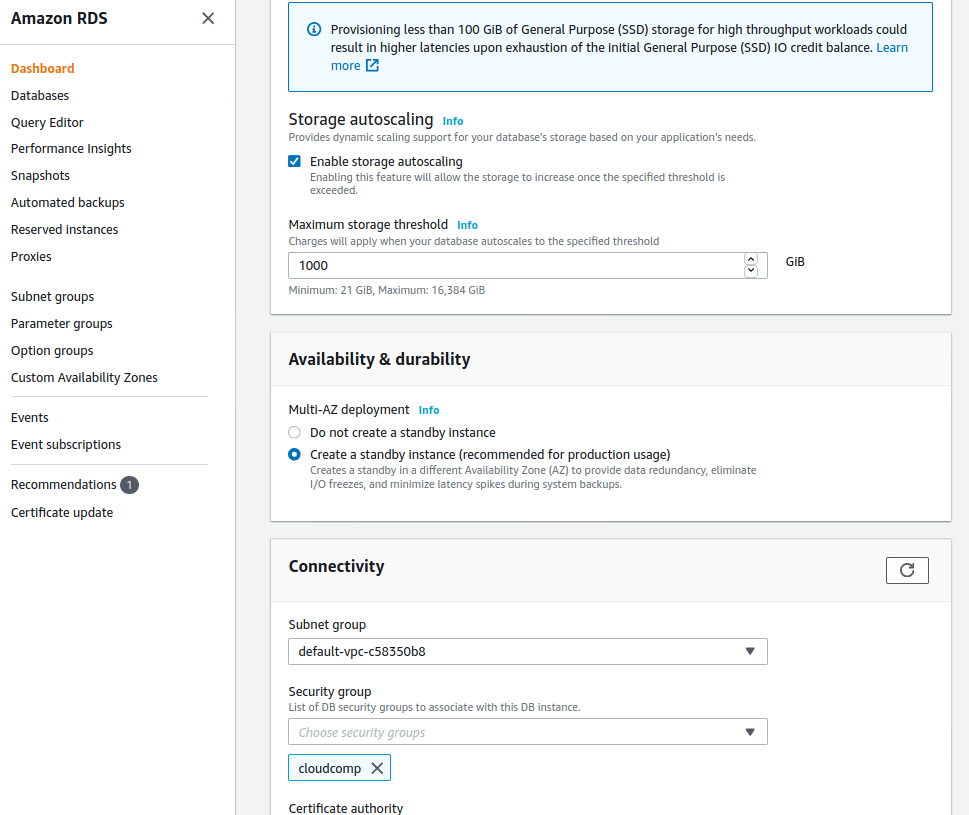 Amazon RDS
Dashboard
Databases
Query Editor
Performance Insights
Snapshots
Automated backups
Reserved instances
Proxies
Subnet groups
Parameter groups
Option groups
Custom Availability Zones
Events
Event subscriptions
Recommendations 1
Certificate update
Provisioning less than 100 GiB of General Purpose (SSD) storage for high throughput workloads could
result in higher latencies upon exhaustion of the initial General Purpose (SSD) IO credit balance. Learn
more
Storage autoscaling Info
Provides dynamic scaling support for your database's storage based on your application's needs.
Enable storage autoscaling
Enabling this feature will allow the storage to increase once the specified threshold is
exceeded.
Maximum storage threshold Info
Charges will apply when your database autoscales to the specified threshold
1000 GiB
Minimum: 21 GiB, Maximum: 16,384 GiB
Availability & durability
Multi-AZ deployment Info
Do not create a standby instance
Create a standby instance (recommended for production usage)
Creates a standby in a different Availability Zone (AZ) to provide data redundancy, eliminate
I/O freezes, and minimize latency spikes during system backups.
Connectivity
Subnet group
default-vpc-c58350b8
Security group
List of DB security groups to associate with this DB instance.
Choose security groups
cloudcomp
Certificate authority